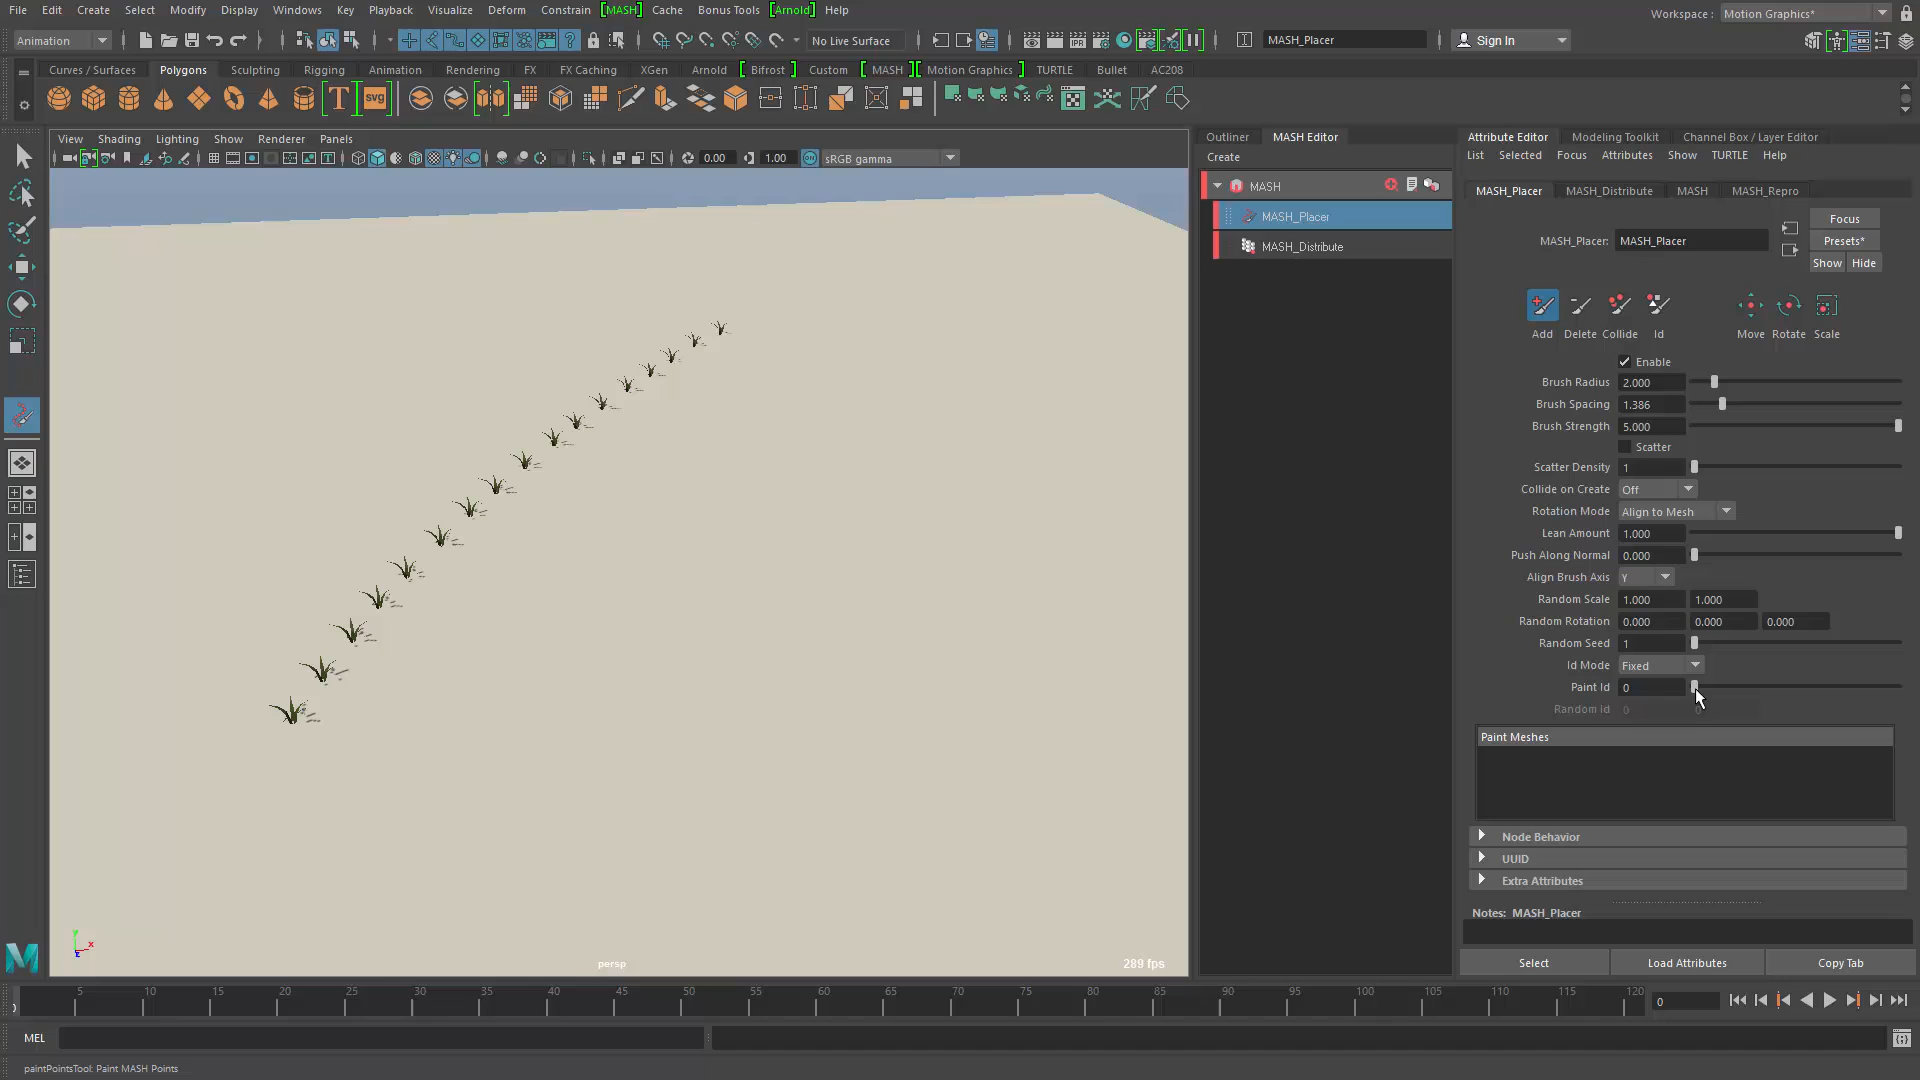 File Edit Create Select Modify Display Windows Key Playback Visualize Deform Constrain [MASH] Cache Bonus Tools [Arnold] Help
Workspace : Motion Graphics*
Animation No Live Surface MASH_Placer Sign In
Curves / Surfaces Polygons Sculpting Rigging Animation Rendering FX FX Caching XGen Arnold [ Bifrost ] Custom [ MASH ] [ Motion Graphics ] TURTLE Bullet AC208
T SVG
View Shading Lighting Show Renderer Panels
0.00 1.00 sRGB gamma
Outliner MASH Editor
Create
MASH
MASH_Placer
MASH_Distribute
Attribute Editor Modeling Toolkit Channel Box / Layer Editor
List Selected Focus Attributes Show TURTLE Help
MASH_Placer MASH_Distribute MASH MASH_Repro
MASH_Placer: MASH_Placer
Focus
Presets*
Show Hide
Add Delete Collide Id Move Rotate Scale
Enable
Brush Radius 2.000
Brush Spacing 1.386
Brush Strength 5.000
Scatter
Scatter Density 1
Collide on Create Off
Rotation Mode Align to Mesh
Lean Amount 1.000
Push Along Normal 0.000
Align Brush Axis Y
Random Scale 1.000 1.000
Random Rotation 0.000 0.000 0.000
Random Seed 1
Id Mode Fixed
Paint Id 0
Random Id 0
Paint Meshes
Node Behavior
UUID
Extra Attributes
Notes: MASH_Placer
Select Load Attributes Copy Tab
y x z
persp
289 fps
5 10 15 20 25 30 35 40 45 50 55 60 65 70 75 80 85 90 95 100 105 110 115 120
0
MEL
paintPointsTool: Paint MASH Points